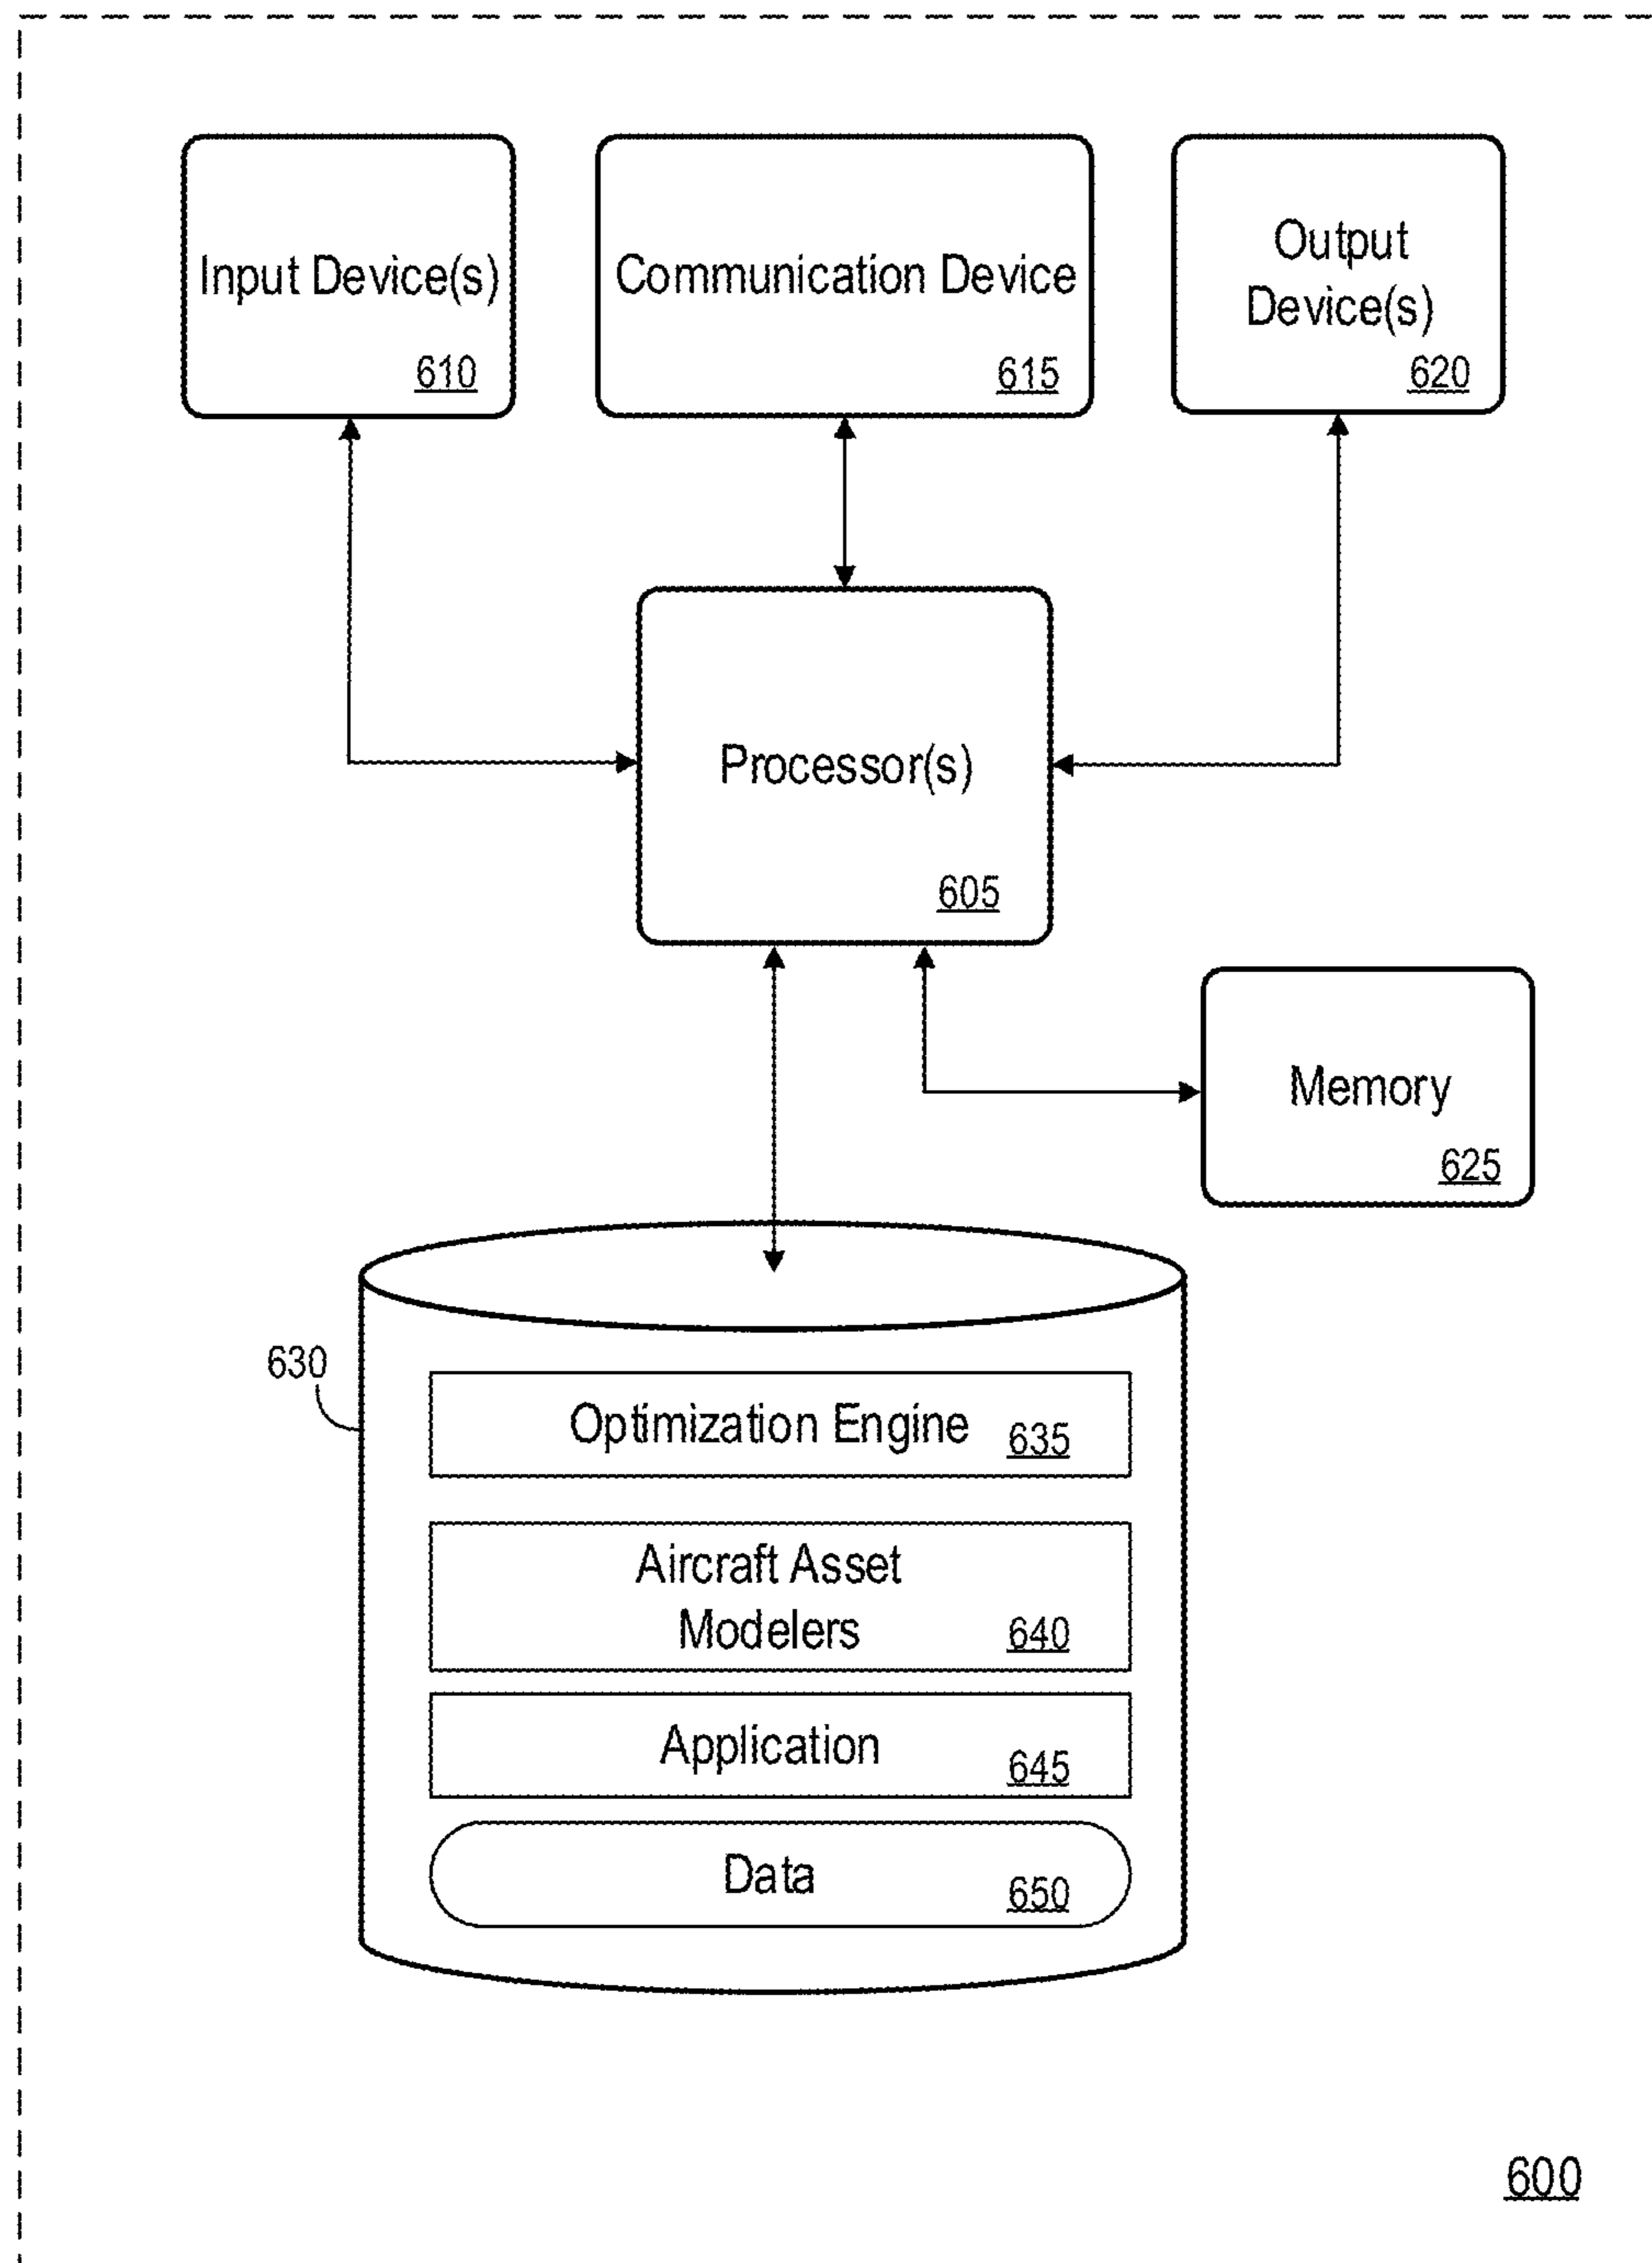 Input Device(s)
610
Communication Device
615
Output
Device(s)
620
Processor(s)
605
Memory
625
630
Optimization Engine 635
Aircraft Asset
Modelers 640
Application 645
Data 650
600